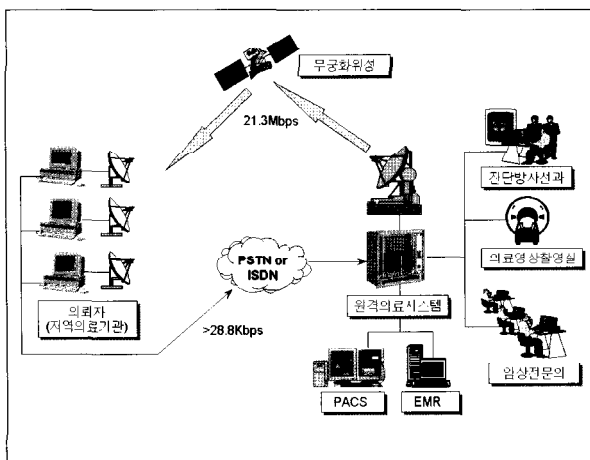 무궁화위성
21.3Mbps
진단방사선과
의료영상촬영실
PSTN or
ISDN
원격의료시스템
의뢰자
(지역의료기관)
>28.8Kbps
임상전문의
PACS
EMR